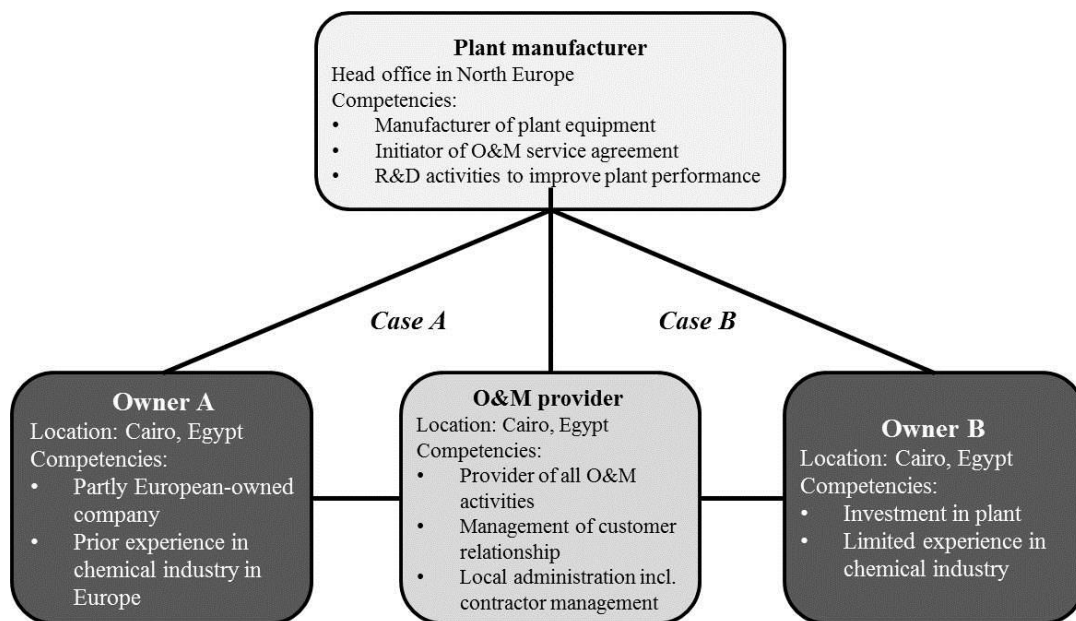 Plant manufacturer
Head office in North Europe
Competencies:
• Manufacturer of plant equipment
• Initiator of O&M service agreement
• R&D activities to improve plant performance
Case A
Case B
Owner A
Location: Cairo, Egypt
Competencies:
• Partly European-owned
company
• Prior experience in
chemical industry in
Europe
O&M provider
Location: Cairo, Egypt
Competencies:
• Provider of all O&M
activities
• Management of customer
relationship
• Local administration incl.
contractor management
Owner B
Location: Cairo, Egypt
Competencies:
• Investment in plant
• Limited experience in
chemical industry